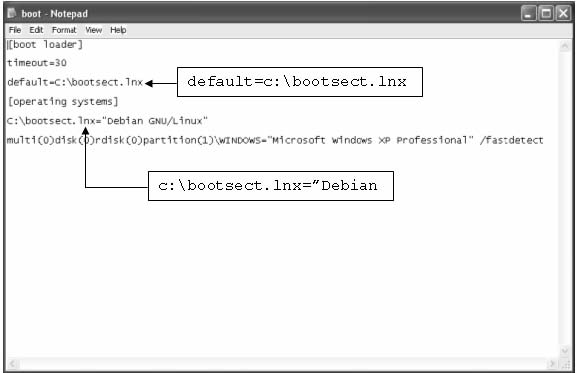 boot - Notepad
File Edit Format View Help
[boot loader]
timeout=30
default=C:\bootsect.lnx
default=c:\bootsect.lnx
[operating systems]
C:\bootsect.lnx="Debian GNU/Linux"
multi(0)disk(0)rdisk(0)partition(1)\WINDOWS="Microsoft Windows XP Professional" /fastdetect
c:\bootsect.lnx=”Debian